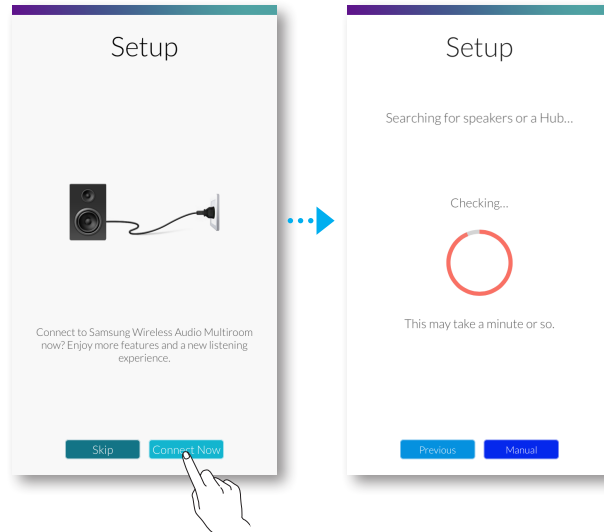 Setup
Connect to Samsung Wireless Audio Multiroom
now? Enjoy more features and a new listening
experience.
Skip
Connect Now
Setup
Searching for speakers or a Hub...
Checking...
This may take a minute or so.
Previous
Manual